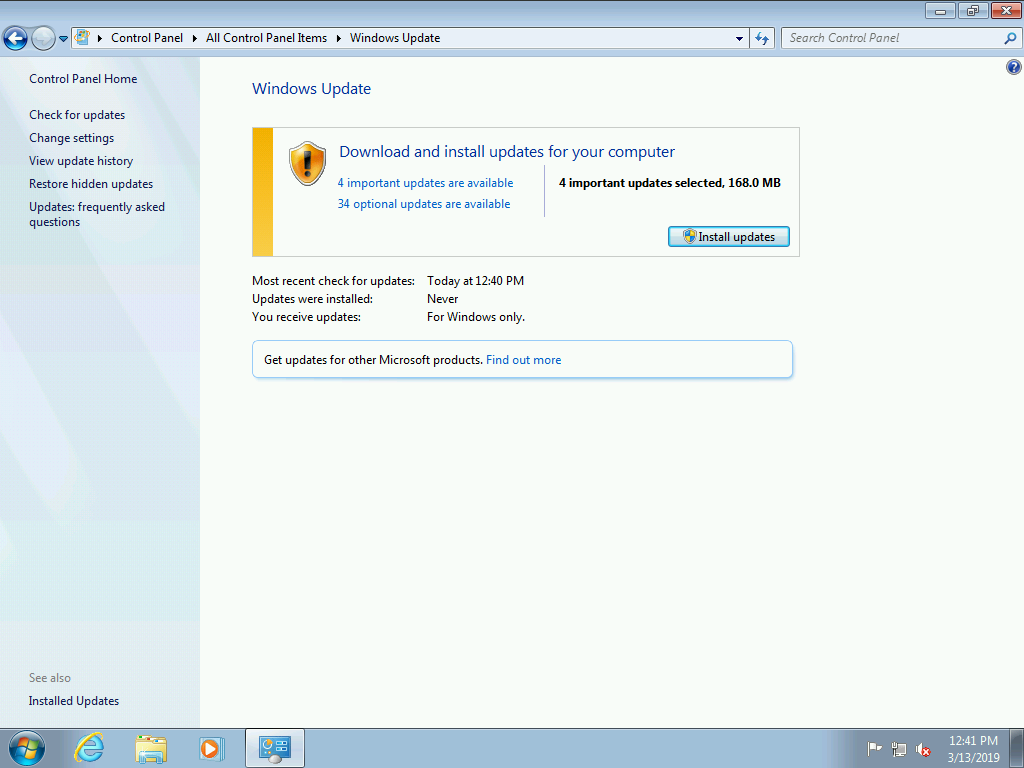 Control Panel
All Control Panel Items
Windows Update
Search Control Panel
Control Panel Home
Check for updates
Change settings
View update history
Restore hidden updates
Updates: frequently asked
questions
See also
Installed Updates
Windows Update
Download and install updates for your computer
4 important updates are available
34 optional updates are available
4 important updates selected, 168.0 MB
Install updates
Most recent check for updates: Today at 12:40 PM
Updates were installed: Never
You receive updates: For Windows only.
Get updates for other Microsoft products. Find out more
12:41 PM
3/13/2019